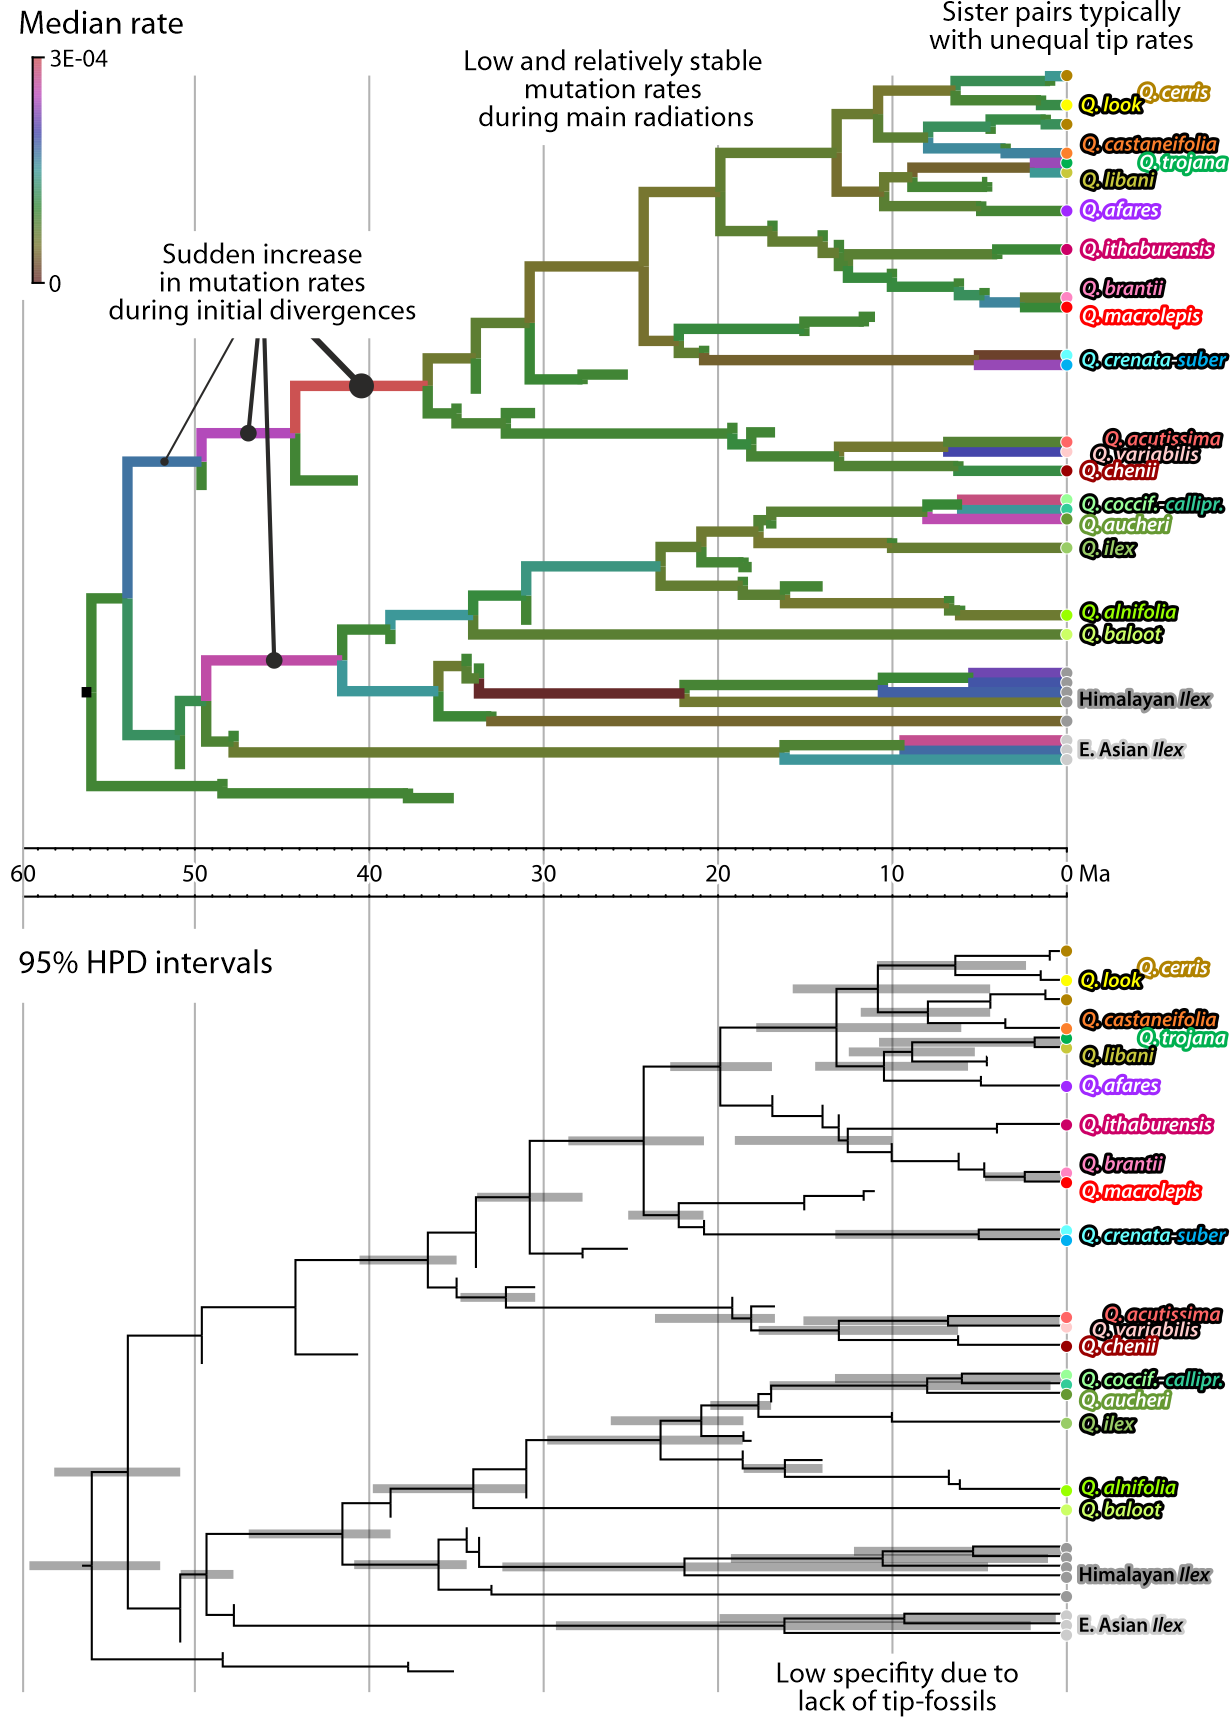 Median rate
3E-04
0
Sister pairs typically
with unequal tip rates
Low and relatively stable
mutation rates
during main radiations
Sudden increase
in mutation rates
during initial divergences
Q. cerris
Q. look
Q. castaneifolia
Q. trojana
Q. libani
Q. afares
Q. ithaburensis
Q. brantii
Q. macrolepis
Q. crenata-suber
Q. acutissima
Q. variabilis
Q. chenii
Q. coccif.-callipr.
Q. aucheri
Q. ilex
Q. alnifolia
Q. baloot
Himalayan Ilex
E. Asian Ilex
60 50 40 30 20 10 0 Ma
95% HPD intervals
Q. cerris
Q. look
Q. castaneifolia
Q. trojana
Q. libani
Q. afares
Q. ithaburensis
Q. brantii
Q. macrolepis
Q. crenata-suber
Q. acutissima
Q. variabilis
Q. chenii
Q. coccif.-callipr.
Q. aucheri
Q. ilex
Q. alnifolia
Q. baloot
Himalayan Ilex
E. Asian Ilex
Low specifity due to
lack of tip-fossils